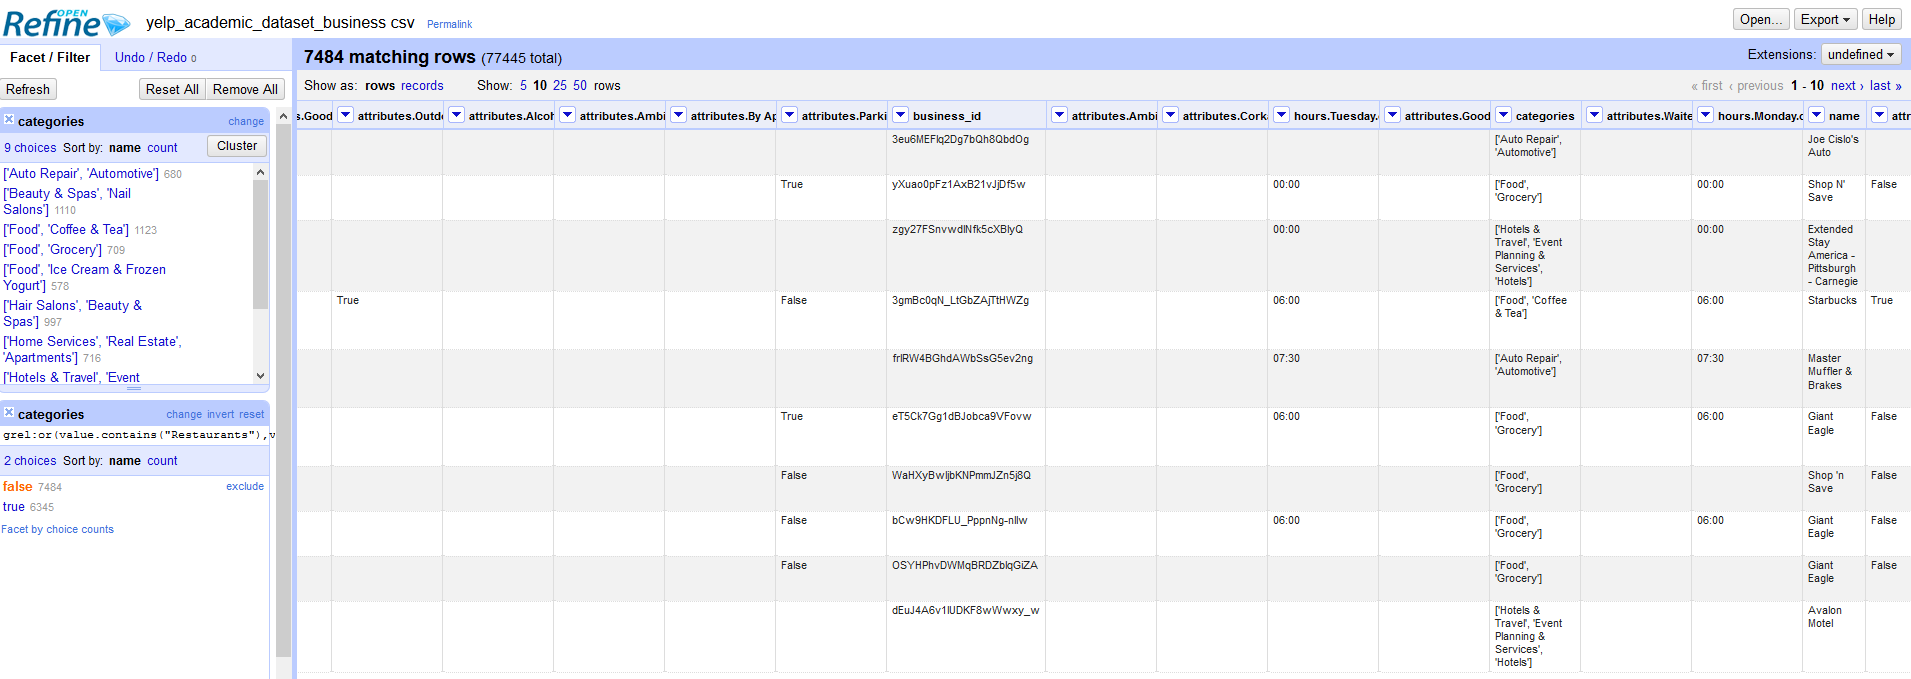 OPEN
Refine
yelp_academic_dataset_business csv Permalink
Open... Export Help
Facet / Filter Undo / Redo 0
7484 matching rows (77445 total)
Extensions: undefined
Refresh Reset All Remove All
Show as: rows records Show: 5 10 25 50 rows
« first ‹ previous 1 - 10 next › last »
categories change
9 choices Sort by: name count Cluster
['Auto Repair', 'Automotive'] 680
['Beauty & Spas', 'Nail
Salons'] 1110
['Food', 'Coffee & Tea'] 1123
['Food', 'Grocery'] 709
['Food', 'Ice Cream & Frozen
Yogurt'] 578
['Hair Salons', 'Beauty &
Spas'] 997
['Home Services', 'Real Estate',
'Apartments'] 716
['Hotels & Travel', 'Event
categories change invert reset
grel:or(value.contains("Restaurants"),v
2 choices Sort by: name count
false 7484 exclude
true 6345
Facet by choice counts
s.Good attributes.Outdo attributes.Alcoh attributes.Ambi attributes.By Ap attributes.Parki business_id attributes.Ambi attributes.Cork hours.Tuesday. attributes.Good categories attributes.Waite hours.Monday.c name attr
3eu6MEFlq2Dg7bQh8QbdOg ['Auto Repair', Joe Cislo's
'Automotive'] Auto
True yXuao0pFz1AxB21vJjDf5w 00:00 ['Food', 00:00 Shop N' False
'Grocery'] Save
zgy27FSnvwdlNfk5cXBIyQ 00:00 ['Hotels & 00:00 Extended
Travel', 'Event Stay
Planning & America -
Services', Pittsburgh
'Hotels'] - Carnegie
True False 3gmBc0qN_LtGbZAjTtHWZg 06:00 ['Food', 'Coffee 06:00 Starbucks True
& Tea']
frlRW4BGhdAWbSsG5ev2ng 07:30 ['Auto Repair', 07:30 Master
'Automotive'] Muffler &
Brakes
True eT5Ck7Gg1dBJobca9VFovw 06:00 ['Food', 06:00 Giant False
'Grocery'] Eagle
False WaHXyBwljbKNPmmJZn5j8Q ['Food', Shop 'n False
'Grocery'] Save
False bCw9HKDFLU_PppnNg-nllw 06:00 ['Food', 06:00 Giant False
'Grocery'] Eagle
False OSYHPhvDWMqBRDZblqGiZA ['Food', Giant False
'Grocery'] Eagle
dEuJ4A6v1lUDKF8wWwxy_w ['Hotels & Avalon
Travel', 'Event Motel
Planning &
Services',
'Hotels']